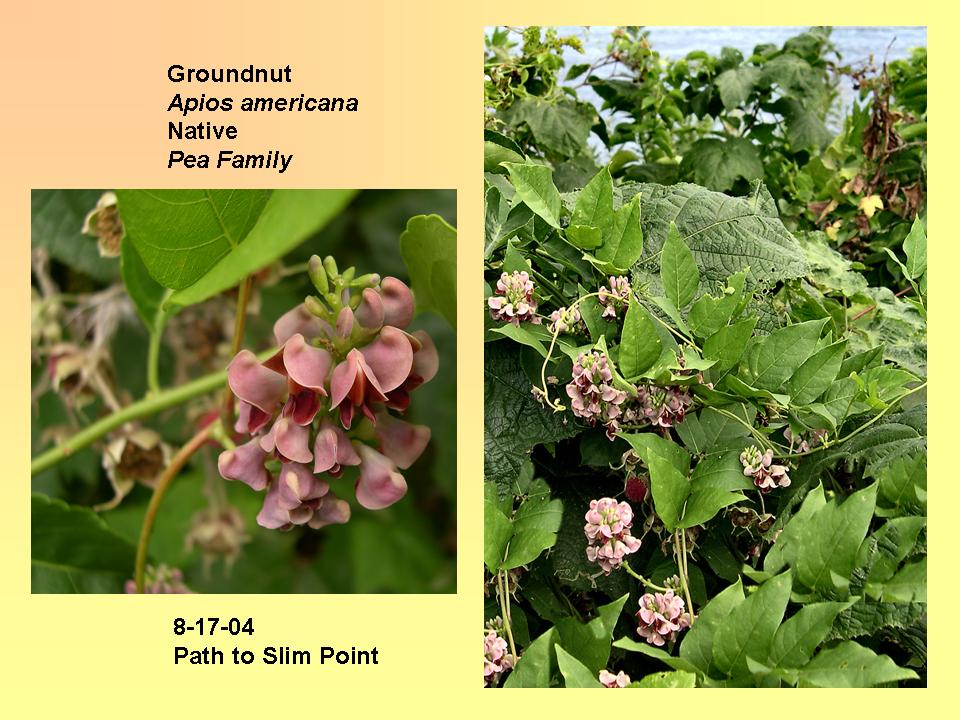 Groundnut
Apios americana
Native
Pea Family
8-17-04
Path to Slim Point